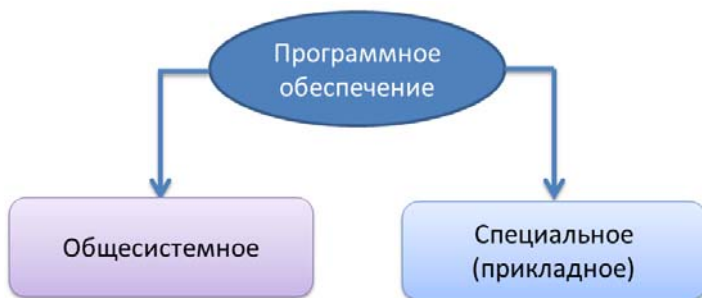 Программное
обеспечение
Общесистемное
Специальное
(прикладное)